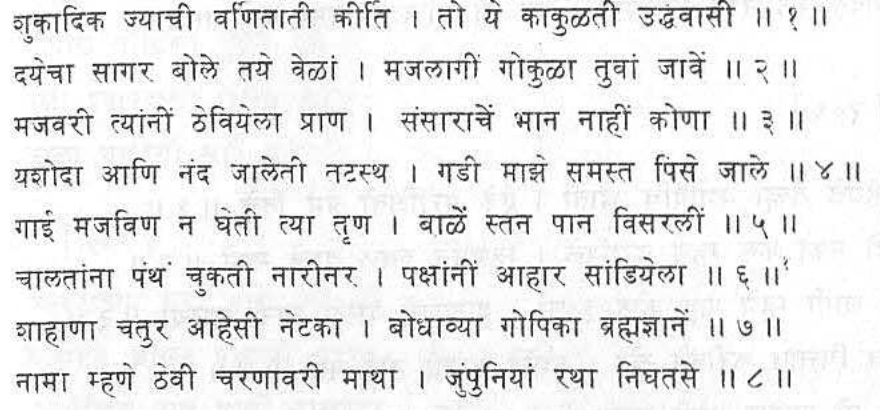 शुकादिक ज्याची वर्णिताती कीर्ति । तो ये काकुळती उद्धवासी ॥ १ ॥
दयेचा सागर बोले तये वेळां । मजलागीं गोकुळा तुवां जावें ॥ २ ॥
मजवरी त्यांनीं ठेवियेला प्राण । संसाराचें भान नाहीं कोणा ॥ ३ ॥
यशोदा आणि नंद जालेती तटस्थ । गडी माझे समस्त पिसे जाले ॥ ४ ॥
गाई मजविण न घेती त्या तृण । बाळें स्तन पान विसरलीं ॥ ५ ॥
चालतांना पंथ चुकती नारीनर । पक्षांनीं आहार सांडियेला ॥ ६ ॥
शाहाणा चतुर आहेसी नेटका । बोधाव्या गोपिका ब्रह्मज्ञानें ॥ ७ ॥
नामा म्हणे ठेवी चरणावरी माथा । जुंपुनियां रथा निघतसे ॥ ८ ॥